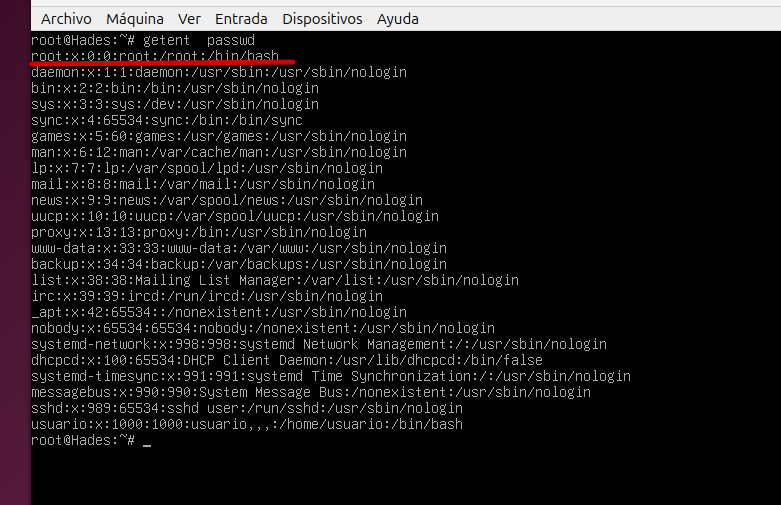 Archivo Máquina Ver Entrada Dispositivos Ayuda
root@Hades:~# getent  passwd
root:x:0:0:root:/root:/bin/bash
daemon:x:1:1:daemon:/usr/sbin:/usr/sbin/nologin
bin:x:2:2:bin:/bin:/usr/sbin/nologin
sys:x:3:3:sys:/dev:/usr/sbin/nologin
sync:x:4:65534:sync:/bin:/bin/sync
games:x:5:60:games:/usr/games:/usr/sbin/nologin
man:x:6:12:man:/var/cache/man:/usr/sbin/nologin
lp:x:7:7:lp:/var/spool/lpd:/usr/sbin/nologin
mail:x:8:8:mail:/var/mail:/usr/sbin/nologin
news:x:9:9:news:/var/spool/news:/usr/sbin/nologin
uucp:x:10:10:uucp:/var/spool/uucp:/usr/sbin/nologin
proxy:x:13:13:proxy:/bin:/usr/sbin/nologin
www-data:x:33:33:www-data:/var/www:/usr/sbin/nologin
backup:x:34:34:backup:/var/backups:/usr/sbin/nologin
list:x:38:38:Mailing List Manager:/var/list:/usr/sbin/nologin
irc:x:39:39:ircd:/run/ircd:/usr/sbin/nologin
_apt:x:42:65534::/nonexistent:/usr/sbin/nologin
nobody:x:65534:65534:nobody:/nonexistent:/usr/sbin/nologin
systemd-network:x:998:998:systemd Network Management:/:/usr/sbin/nologin
dhcpcd:x:100:65534:DHCP Client Daemon:/usr/lib/dhcpcd:/bin/false
systemd-timesync:x:991:991:systemd Time Synchronization:/:/usr/sbin/nologin
messagebus:x:990:990:System Message Bus:/nonexistent:/usr/sbin/nologin
sshd:x:989:65534:sshd user:/run/sshd:/usr/sbin/nologin
usuario:x:1000:1000:usuario,,,:/home/usuario:/bin/bash
root@Hades:~# _